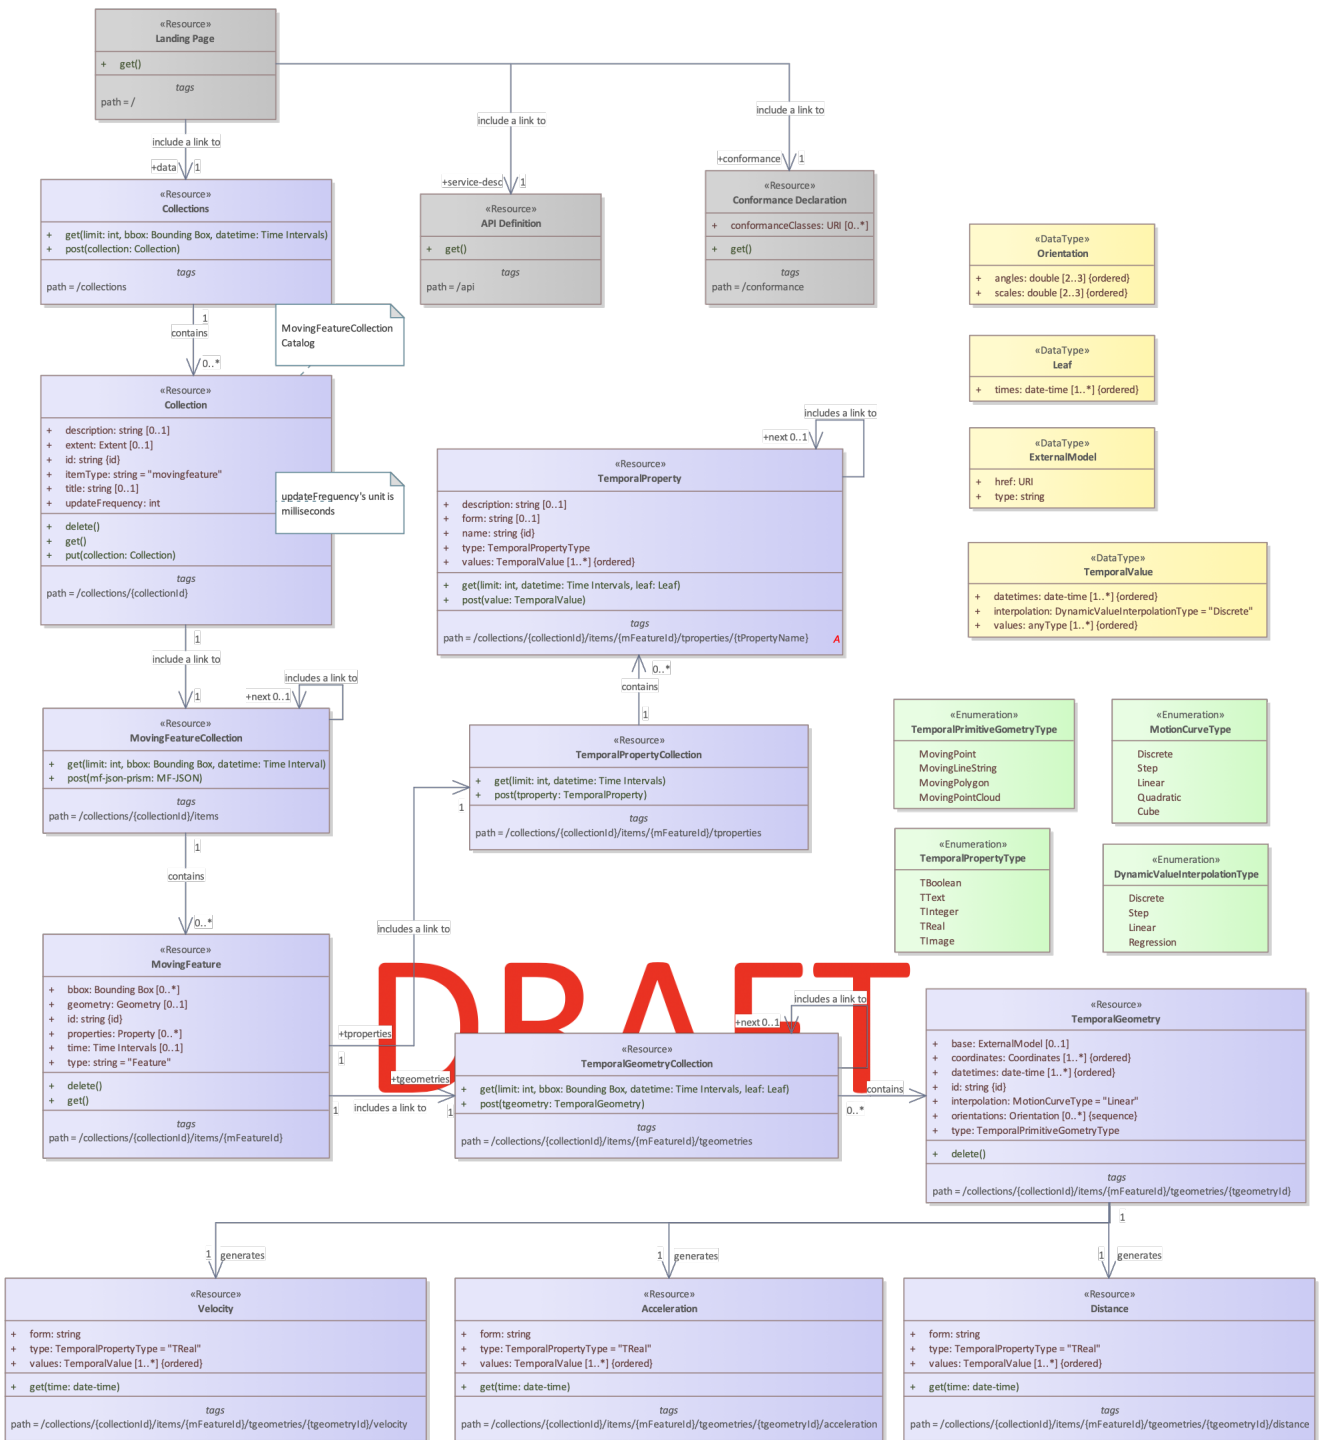 «Resource»
Landing Page
+ get()
tags
path = /
include a link to
+data 1
include a link to
+service-desc 1
include a link to
+conformance 1
«Resource»
Collections
+ get(limit: int, bbox: Bounding Box, datetime: Time Intervals)
+ post(collection: Collection)
tags
path = /collections
«Resource»
API Definition
+ get()
tags
path = /api
«Resource»
Conformance Declaration
+ conformanceClasses: URI [0..*]
+ get()
tags
path = /conformance
«DataType»
Orientation
+ angles: double [2..3] {ordered}
+ scales: double [2..3] {ordered}
1
contains
0..*
MovingFeatureCollection
Catalog
«DataType»
Leaf
+ times: date-time [1..*] {ordered}
«Resource»
Collection
+ description: string [0..1]
+ extent: Extent [0..1]
+ id: string {id}
+ itemType: string = "movingfeature"
+ title: string [0..1]
+ updateFrequency: int
+ delete()
+ get()
+ put(collection: Collection)
tags
path = /collections/{collectionId}
updateFrequency's unit is
milliseconds
includes a link to
+next 0..1
«Resource»
TemporalProperty
+ description: string [0..1]
+ form: string [0..1]
+ name: string {id}
+ type: TemporalPropertyType
+ values: TemporalValue [1..*] {ordered}
+ get(limit: int, datetime: Time Intervals, leaf: Leaf)
+ post(value: TemporalValue)
tags
path = /collections/{collectionId}/items/{mFeatureId}/tproperties/{tPropertyName} A
«DataType»
ExternalModel
+ href: URI
+ type: string
«DataType»
TemporalValue
+ datetimes: date-time [1..*] {ordered}
+ interpolation: DynamicValueInterpolationType = "Discrete"
+ values: anyType [1..*] {ordered}
1
include a link to
1
includes a link to
+next 0..1
0..*
contains
1
«Resource»
MovingFeatureCollection
+ get(limit: int, bbox: Bounding Box, datetime: Time Interval)
+ post(mf-json-prism: MF-JSON)
tags
path = /collections/{collectionId}/items
«Resource»
TemporalPropertyCollection
+ get(limit: int, datetime: Time Intervals)
+ post(tproperty: TemporalProperty)
tags
path = /collections/{collectionId}/items/{mFeatureId}/tproperties
1
«Enumeration»
TemporalPrimitiveGometryType
MovingPoint
MovingLineString
MovingPolygon
MovingPointCloud
«Enumeration»
MotionCurveType
Discrete
Step
Linear
Quadratic
Cube
«Enumeration»
TemporalPropertyType
TBoolean
TText
TInteger
TReal
TImage
«Enumeration»
DynamicValueInterpolationType
Discrete
Step
Linear
Regression
1
contains
0..*
includes a link to
«Resource»
MovingFeature
+ bbox: Bounding Box [0..*]
+ geometry: Geometry [0..1]
+ id: string {id}
+ properties: Property [0..*]
+ time: Time Intervals [0..1]
+ type: string = "Feature"
+ delete()
+ get()
tags
path = /collections/{collectionId}/items/{mFeatureId}
DRAFT
+tproperties
1
+tgeometries
1 includes a link to 1
includes a link to
+next 0..1
«Resource»
TemporalGeometryCollection
+ get(limit: int, bbox: Bounding Box, datetime: Time Intervals, leaf: Leaf)
+ post(tgeometry: TemporalGeometry)
tags
path = /collections/{collectionId}/items/{mFeatureId}/tgeometries
contains
0..*
«Resource»
TemporalGeometry
+ base: ExternalModel [0..1]
+ coordinates: Coordinates [1..*] {ordered}
+ datetimes: date-time [1..*] {ordered}
+ id: string {id}
+ interpolation: MotionCurveType = "Linear"
+ orientations: Orientation [0..*] {sequence}
+ type: TemporalPrimitiveGometryType
+ delete()
tags
path = /collections/{collectionId}/items/{mFeatureId}/tgeometries/{tgeometryId}
1
1 generates
1 generates
1 generates
«Resource»
Velocity
+ form: string
+ type: TemporalPropertyType = "TReal"
+ values: TemporalValue [1..*] {ordered}
+ get(time: date-time)
tags
path = /collections/{collectionId}/items/{mFeatureId}/tgeometries/{tgeometryId}/velocity
«Resource»
Acceleration
+ form: string
+ type: TemporalPropertyType = "TReal"
+ values: TemporalValue [1..*] {ordered}
+ get(time: date-time)
tags
path = /collections/{collectionId}/items/{mFeatureId}/tgeometries/{tgeometryId}/acceleration
«Resource»
Distance
+ form: string
+ type: TemporalPropertyType = "TReal"
+ values: TemporalValue [1..*] {ordered}
+ get(time: date-time)
tags
path = /collections/{collectionId}/items/{mFeatureId}/tgeometries/{tgeometryId}/distance